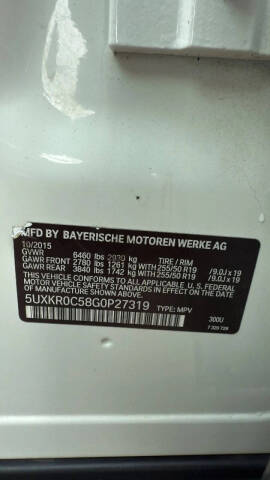 MFD BY BAYERISCHE MOTOREN WERKE AG
10/2015
GVWR 6460 lbs 2930 kg TIRE / RIM
GAWR FRONT 2780 lbs 1261 kg WITH 255/50 R19 /9.0J x 19
GAWR REAR 3840 lbs 1742 kg WITH 255/50 R19 /9.0J x 19
THIS VEHICLE CONFORMS TO ALL APPLICABLE U. S. FEDERAL
MOTOR VEHICLE SAFETY STANDARDS IN EFFECT ON THE DATE OF
MANUFACTURE SHOWN ABOVE.
5UXKR0C58G0P27319 TYPE: MPV
300U